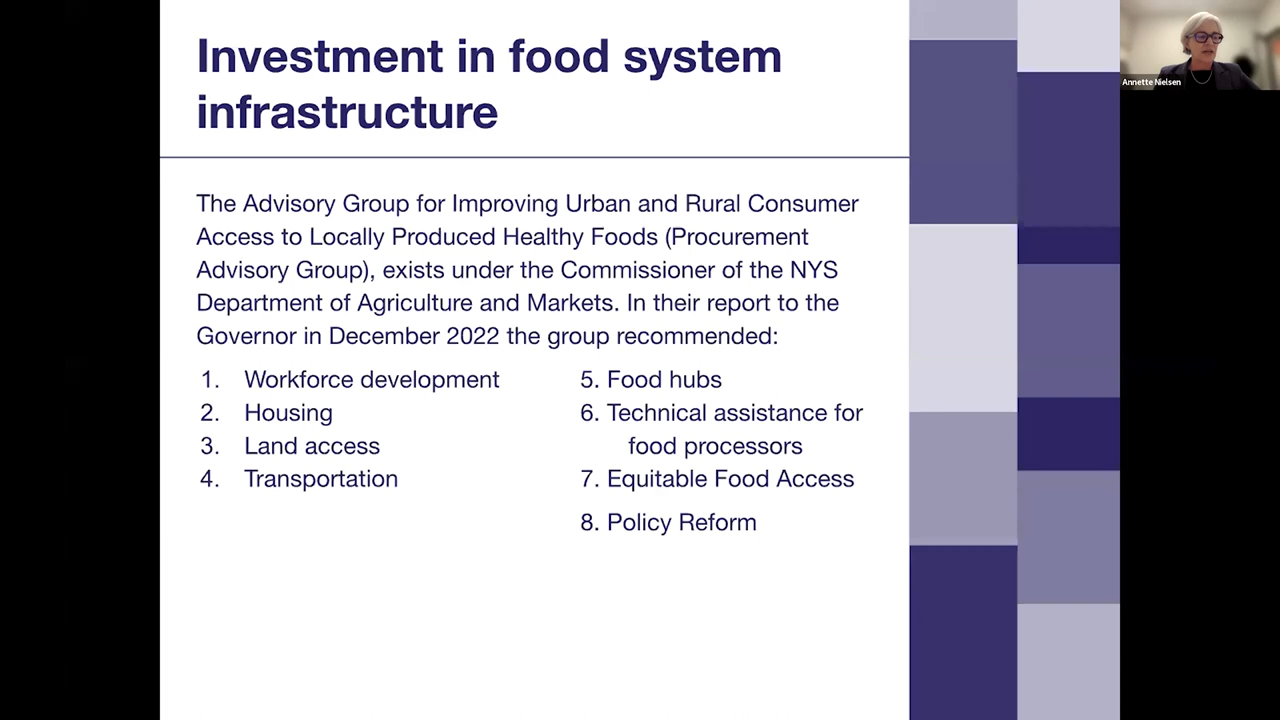 Investment in food system
infrastructure
The Advisory Group for Improving Urban and Rural Consumer
Access to Locally Produced Healthy Foods (Procurement
Advisory Group), exists under the Commissioner of the NYS
Department of Agriculture and Markets. In their report to the
Governor in December 2022 the group recommended:
1. Workforce development
2. Housing
3. Land access
4. Transportation
5. Food hubs
6. Technical assistance for
food processors
7. Equitable Food Access
8. Policy Reform
Annette Nielsen